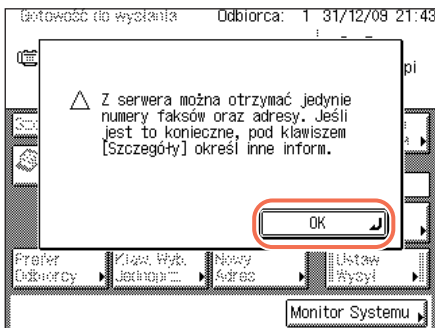 Gotowość do wysłania Odbiorca: 1 31/12/09 21:43
pi
Z serwera można otrzymać jedynie
numery faksów oraz adresy. Jeśli
jest to konieczne, pod klawiszem
[Szczegóły] określ inne inform.
OK
Prefer Klaw. Wyb. Nowy Ustaw
Odbiorcy Jednoprz. Adres Wysył
Monitor Systemu